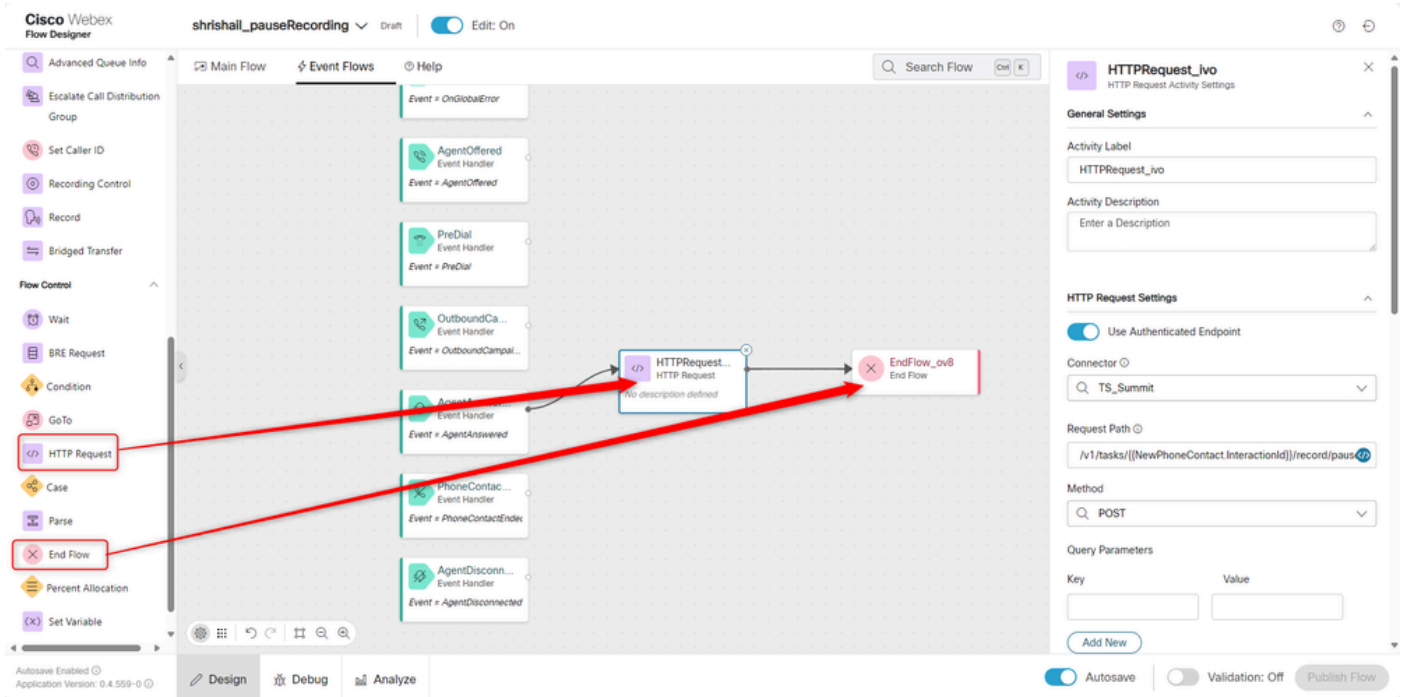 Cisco Webex
Flow Designer
shrishail_pauseRecording
Draft
Edit: On
Advanced Queue Info
Escalate Call Distribution
Group
Set Caller ID
Recording Control
Record
Bridged Transfer
Flow Control
Wait
BRE Request
Condition
GoTo
HTTP Request
Case
Parse
End Flow
Percent Allocation
Set Variable
Autosave Enabled
Application Version: 0.4.559-0
Main Flow
Event Flows
Help
Search Flow
Ctrl K
Event = OnGlobalError
AgentOffered
Event Handler
Event = AgentOffered
PreDial
Event Handler
Event = PreDial
OutboundCa...
Event Handler
Event = OutboundCampai...
Event Handler
Event = AgentAnswered
PhoneContac...
Event Handler
Event = PhoneContactEnded
AgentDisconn...
Event Handler
Event = AgentDisconnected
HTTPRequest...
HTTP Request
No description defined
EndFlow_ov8
End Flow
Design
Debug
Analyze
HTTPRequest_ivo
HTTP Request Activity Settings
General Settings
Activity Label
HTTPRequest_ivo
Activity Description
Enter a Description
HTTP Request Settings
Use Authenticated Endpoint
Connector
TS_Summit
Request Path
/v1/tasks/{{NewPhoneContact.InteractionId}}/record/paus
Method
POST
Query Parameters
Key Value
Add New
Autosave
Validation: Off
Publish Flow